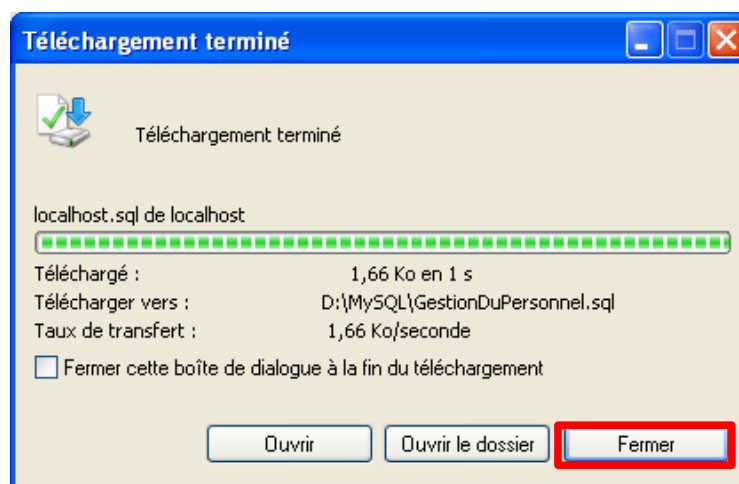 Téléchargement terminé
Téléchargement terminé
localhost.sql de localhost
Téléchargé : 1,66 Ko en 1 s
Télécharger vers : D:\MySQL\GestionDuPersonnel.sql
Taux de transfert : 1,66 Ko/seconde
Fermer cette boîte de dialogue à la fin du téléchargement
Ouvrir Ouvrir le dossier Fermer